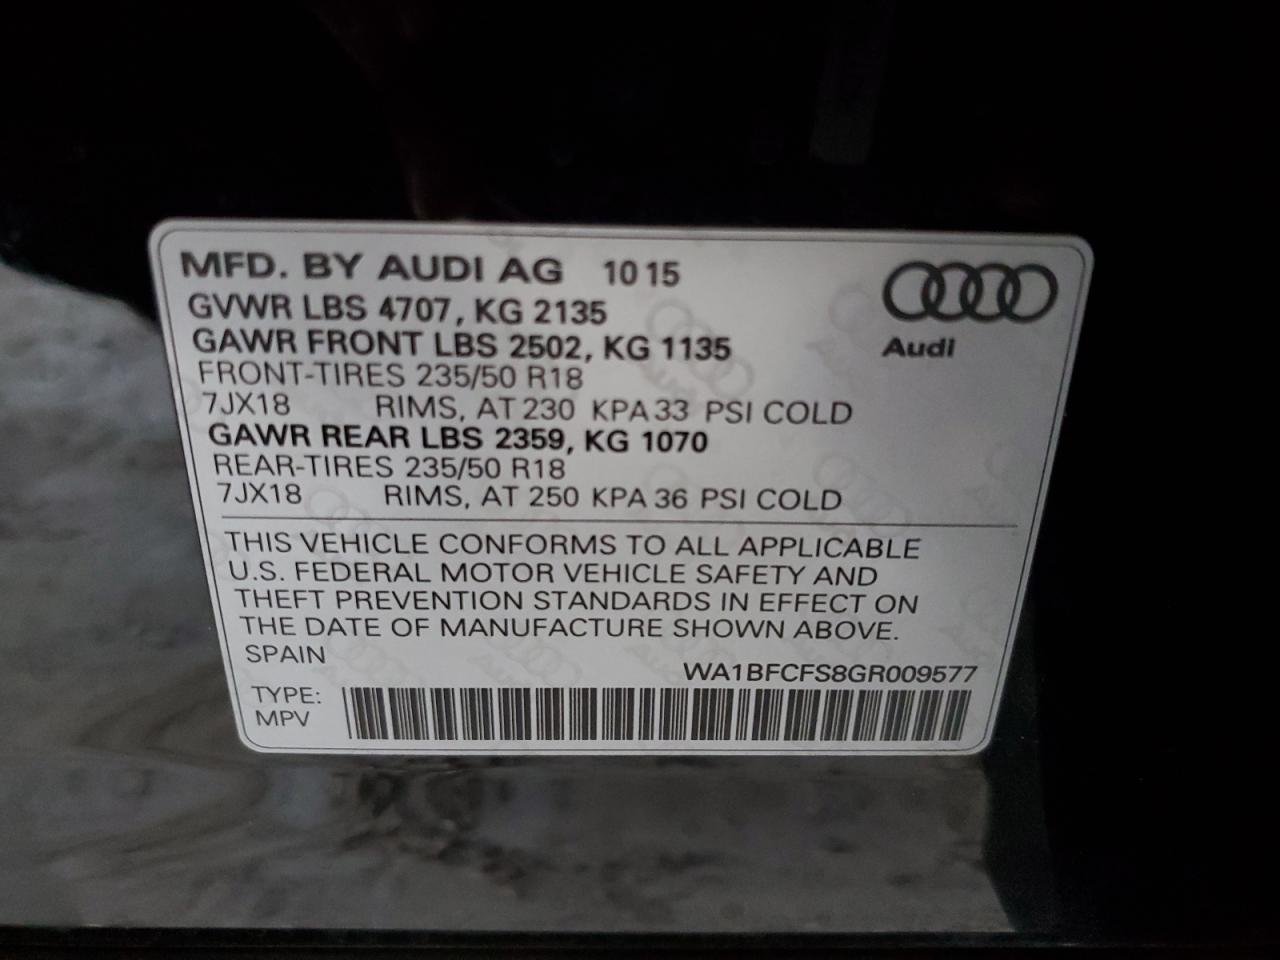 MFD. BY AUDI AG 10 15
GVWR LBS 4707, KG 2135
GAWR FRONT LBS 2502, KG 1135
Audi
FRONT-TIRES 235/50 R18
7JX18 RIMS, AT 230 KPA 33 PSI COLD
GAWR REAR LBS 2359, KG 1070
REAR-TIRES 235/50 R18
7JX18 RIMS, AT 250 KPA 36 PSI COLD
THIS VEHICLE CONFORMS TO ALL APPLICABLE
U.S. FEDERAL MOTOR VEHICLE SAFETY AND
THEFT PREVENTION STANDARDS IN EFFECT ON
THE DATE OF MANUFACTURE SHOWN ABOVE.
SPAIN
WA1BFCFS8GR009577
TYPE:
MPV